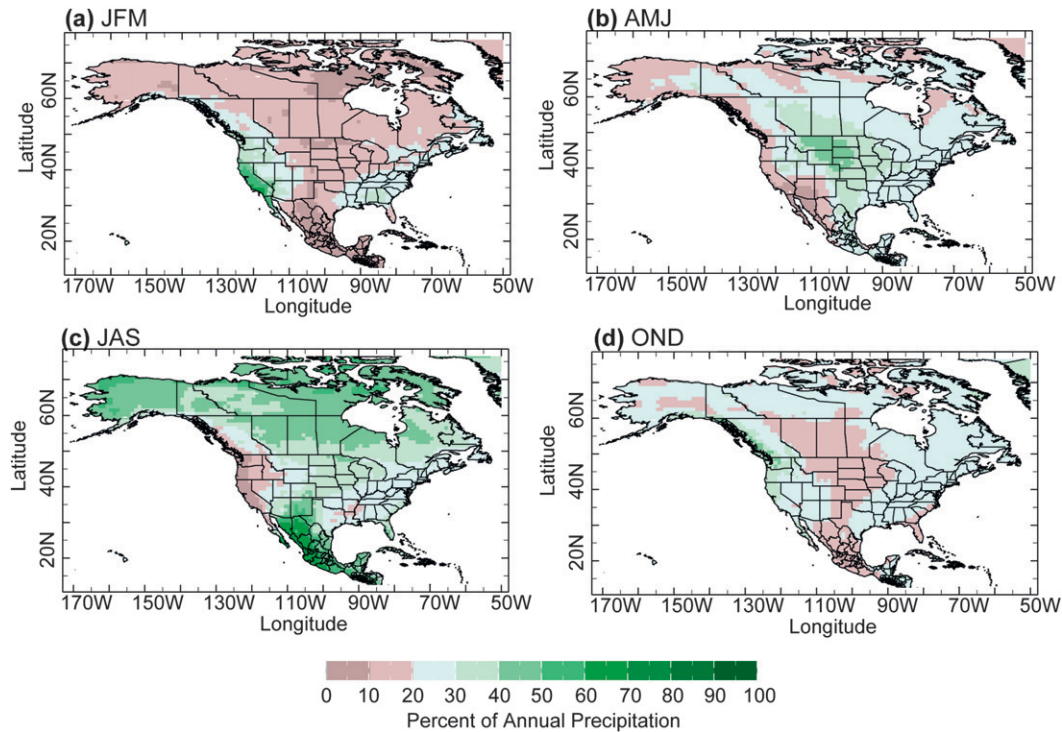 (a) JFM
(b) AMJ
Latitude
60N
40N
20N
170W 150W 130W 110W 90W 70W 50W
Longitude
Latitude
60N
40N
20N
170W 150W 130W 110W 90W 70W 50W
Longitude
(c) JAS
(d) OND
Latitude
60N
40N
20N
170W 150W 130W 110W 90W 70W 50W
Longitude
Latitude
60N
40N
20N
170W 150W 130W 110W 90W 70W 50W
Longitude
0 10 20 30 40 50 60 70 80 90 100
Percent of Annual Precipitation